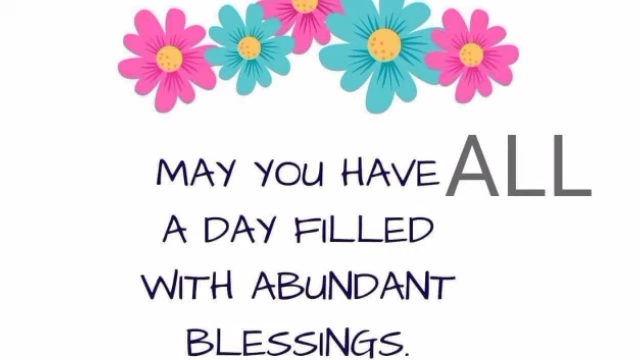 MAY YOU HAVE ALL
A DAY FILLED
WITH ABUNDANT
BLESSINGS.